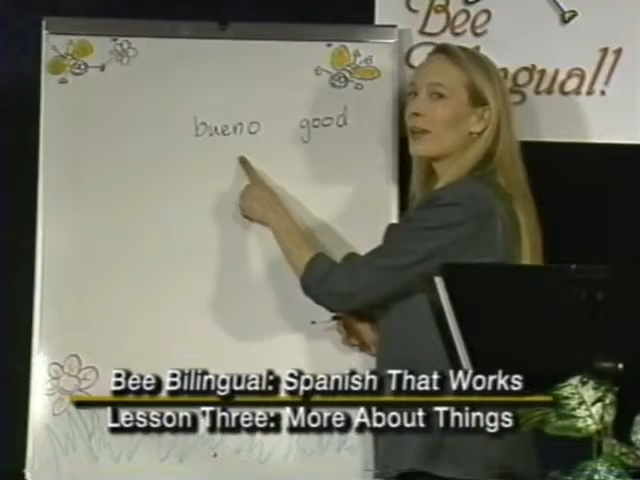 Bee
Bilingual!
bueno good
Bee Bilingual: Spanish That Works
Lesson Three: More About Things